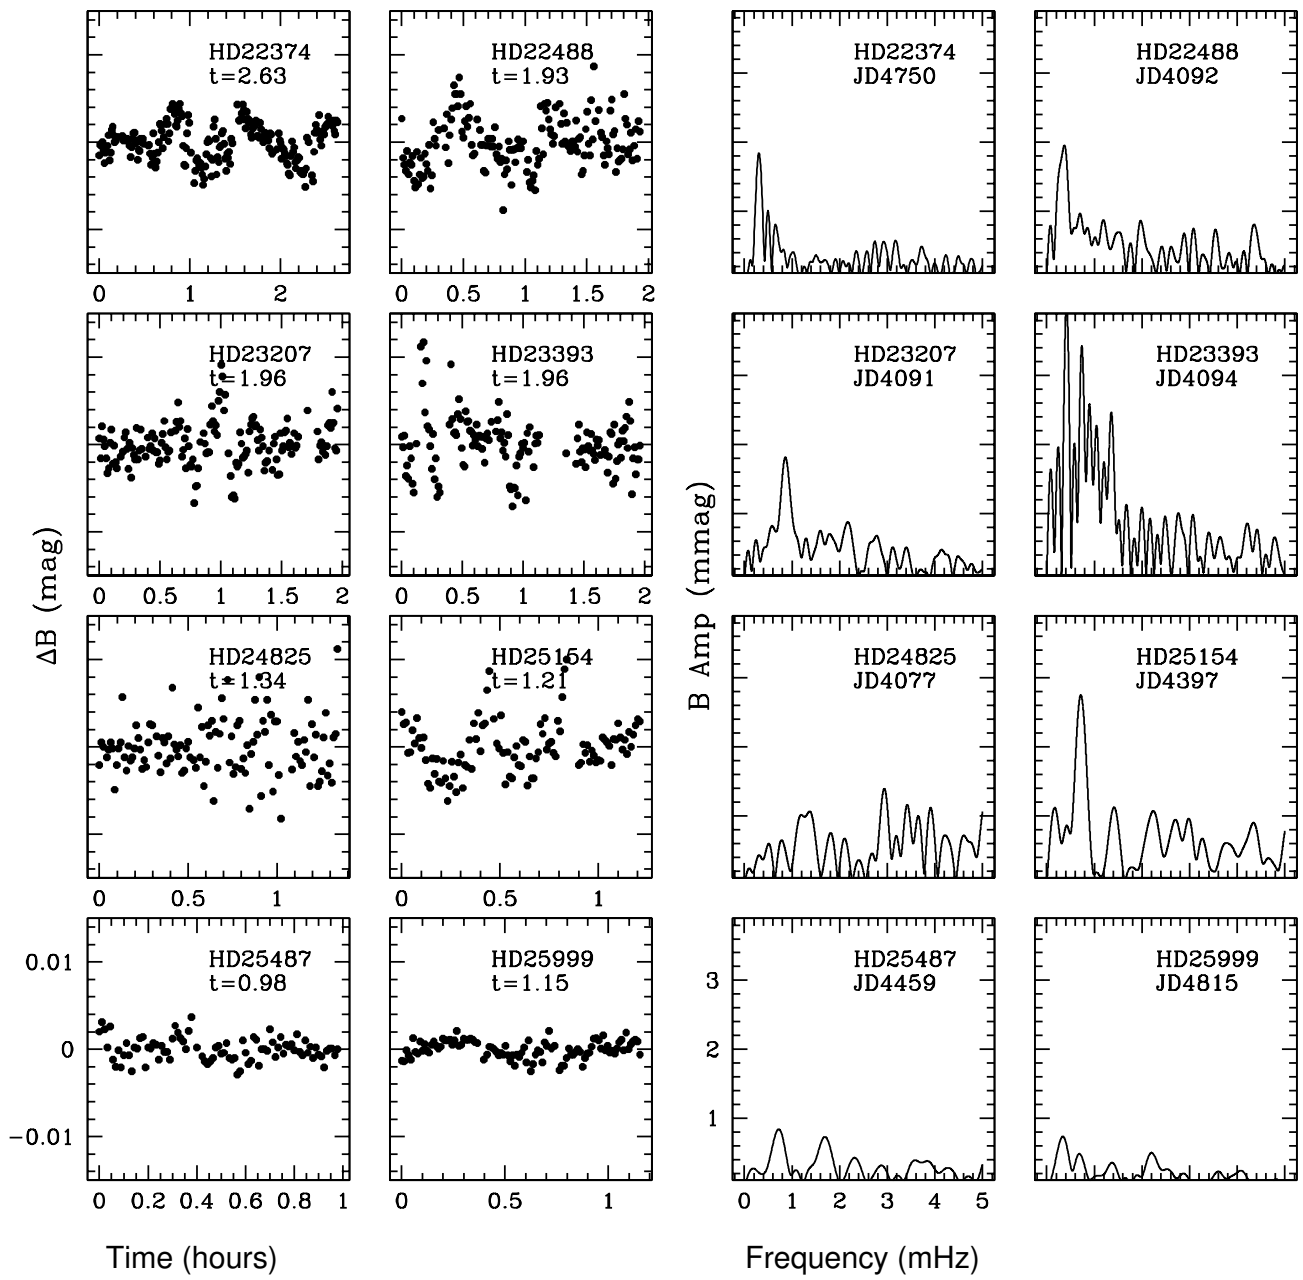 HD22374
t=2.63
HD22488
t=1.93
HD22374
JD4750
HD22488
JD4092
0 1 2
0 0.5 1 1.5 2
HD23207
t=1.96
HD23393
t=1.96
HD23207
JD4091
HD23393
JD4094
0 0.5 1 1.5 2
0 0.5 1 1.5 2
HD24825
t=1.34
HD25154
t=1.21
HD24825
JD4077
HD25154
JD4397
0 0.5 1
0 0.5 1
HD25487
t=0.98
HD25999
t=1.15
HD25487
JD4459
HD25999
JD4815
0.01
0
−0.01
3
2
1
0 0.2 0.4 0.6 0.8 1
0 0.5 1
0 1 2 3 4 5
ΔB (mag)
B Amp (mmag)
Time (hours)
Frequency (mHz)